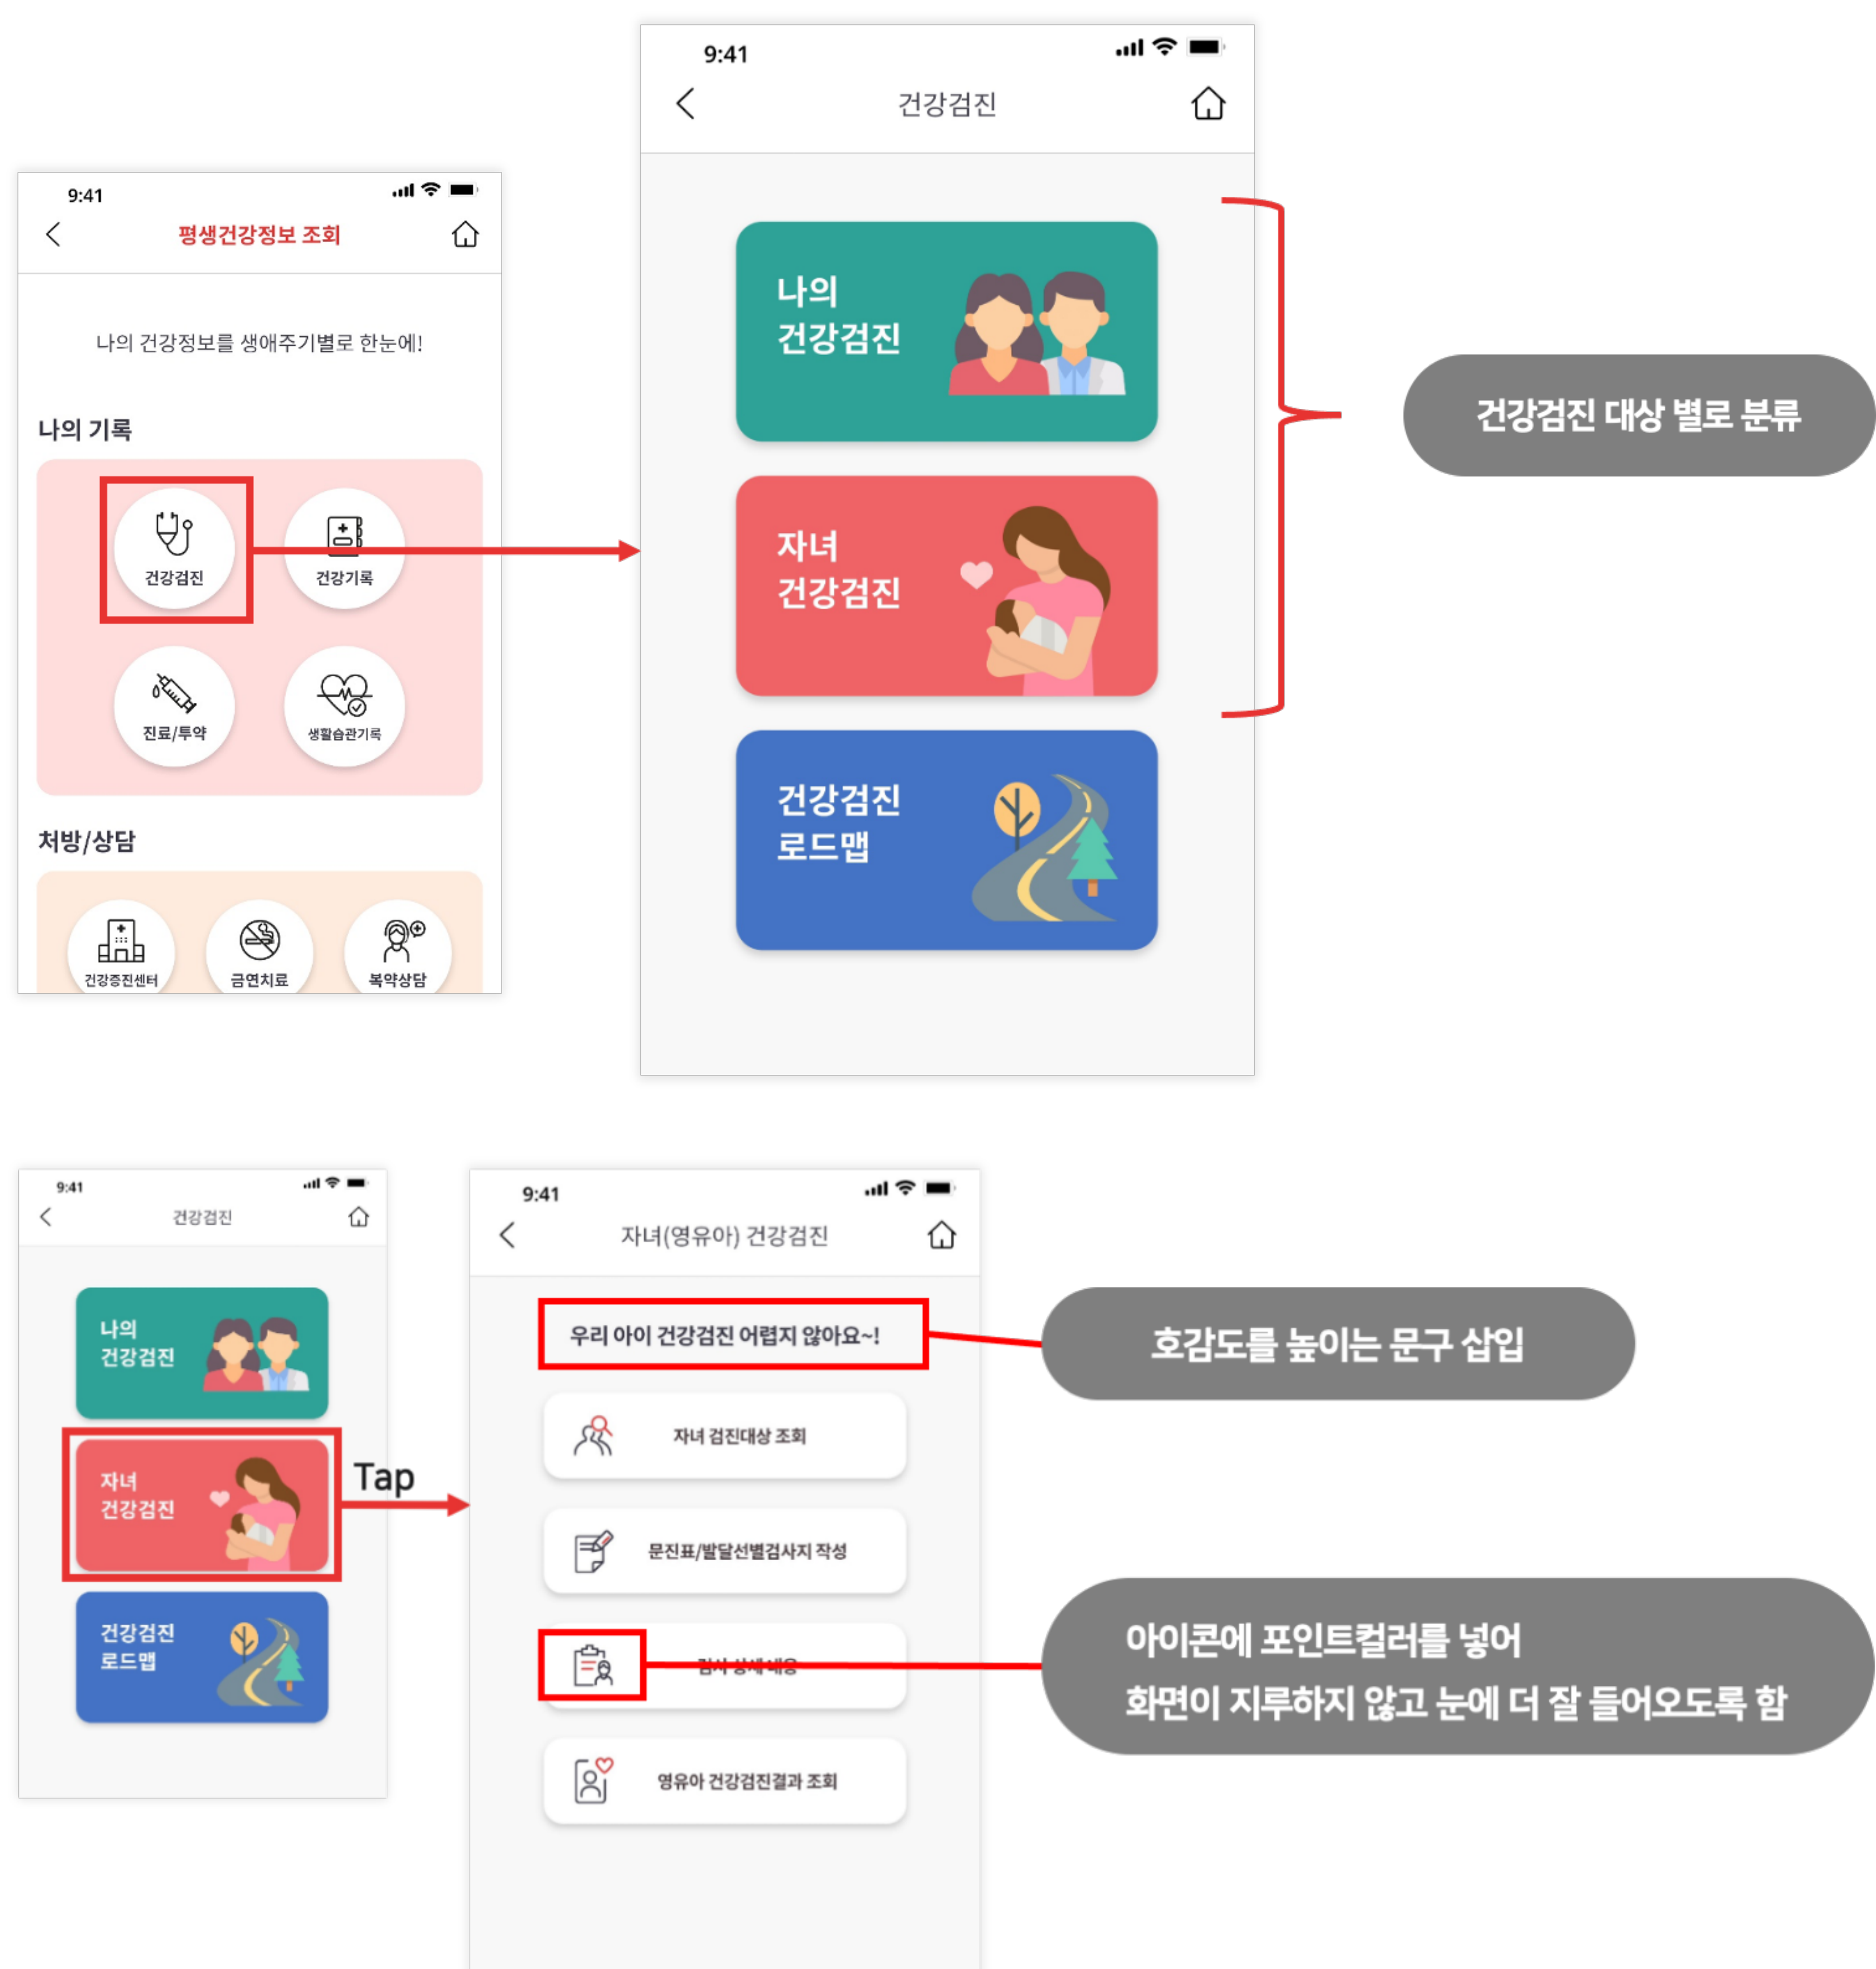 9:41
건강검진
나의
건강검진
자녀
건강검진
건강검진
로드맵
건강검진 대상 별로 분류
9:41
평생건강정보 조회
나의 건강정보를 생애주기별로 한눈에!
나의 기록
건강검진
건강기록
진료/투약
생활습관기록
처방/상담
건강증진센터
금연치료
복약상담
9:41
건강검진
나의
건강검진
자녀
건강검진
건강검진
로드맵
Tap
9:41
자녀(영유아) 건강검진
우리 아이 건강검진 어렵지 않아요~!
자녀 검진대상 조회
문진표/발달선별검사지 작성
검사 상세 내용
영유아 건강검진결과 조회
호감도를 높이는 문구 삽입
아이콘에 포인트컬러를 넣어
화면이 지루하지 않고 눈에 더 잘 들어오도록 함